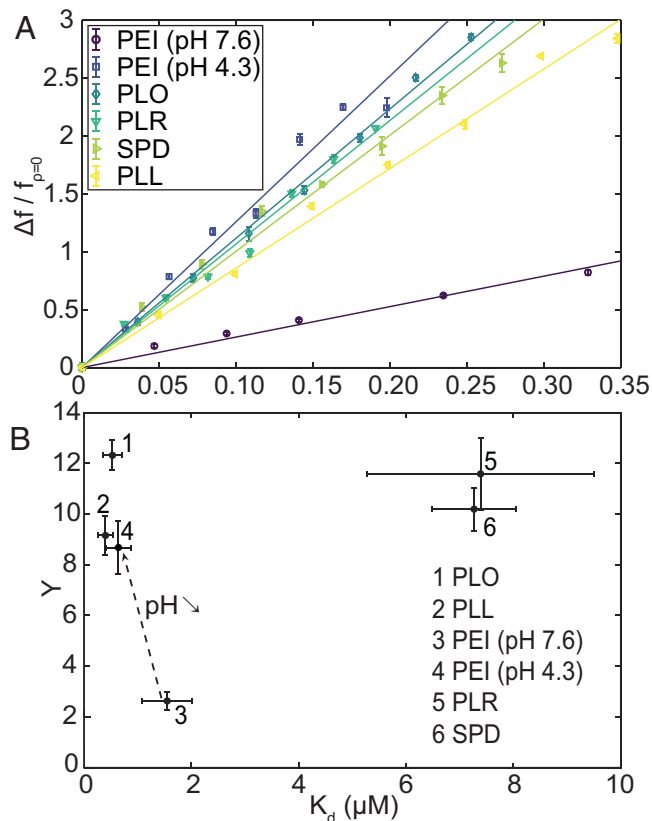 A
3
2.5
2
1.5
1
0.5
0
Δf / fρ=0
PEI (pH 7.6)
PEI (pH 4.3)
PLO
PLR
SPD
PLL
0.05 0.10 0.15 0.20 0.25 0.30 0.35
B
14
12
10
8
6
4
2
0
Y
1
2
4
3
5
6
pH ↘
1 PLO
2 PLL
3 PEI (pH 7.6)
4 PEI (pH 4.3)
5 PLR
6 SPD
0 2 4 6 8 10
Kd (μM)